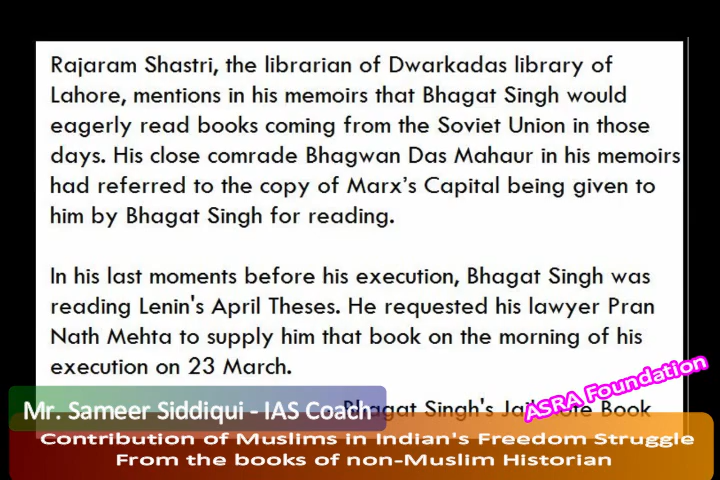 Rajaram Shastri, the librarian of Dwarkadas library of
Lahore, mentions in his memoirs that Bhagat Singh would
eagerly read books coming from the Soviet Union in those
days. His close comrade Bhagwan Das Mahaur in his memoirs
had referred to the copy of Marx's Capital being given to
him by Bhagat Singh for reading.
In his last moments before his execution, Bhagat Singh was
reading Lenin's April Theses. He requested his lawyer Pran
Nath Mehta to supply him that book on the morning of his
execution on 23 March.
ASRA Foundation
Mr. Sameer Siddiqui - IAS Coach
Bhagat Singh's Book
Contribution of Muslims in Indian's Freedom Struggle
From the books of non-Muslim Historian